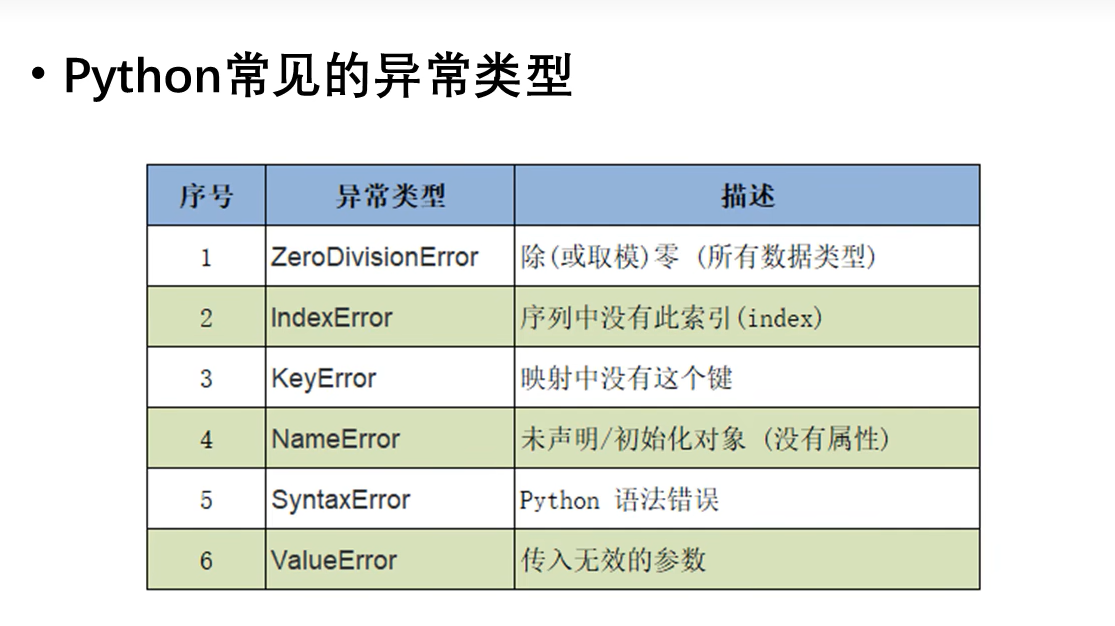 • Python常见的异常类型
序号 异常类型 描述
1 ZeroDivisionError 除(或取模)零 (所有数据类型)
2 IndexError 序列中没有此索引(index)
3 KeyError 映射中没有这个键
4 NameError 未声明/初始化对象 (没有属性)
5 SyntaxError Python 语法错误
6 ValueError 传入无效的参数